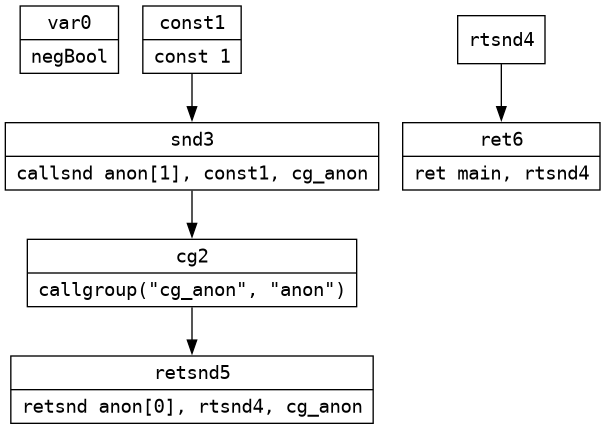 var0
negBool
const1
const 1
rtsnd4
snd3
callsnd anon[1], const1, cg_anon
ret6
ret main, rtsnd4
cg2
callgroup("cg_anon", "anon")
retsnd5
retsnd anon[0], rtsnd4, cg_anon